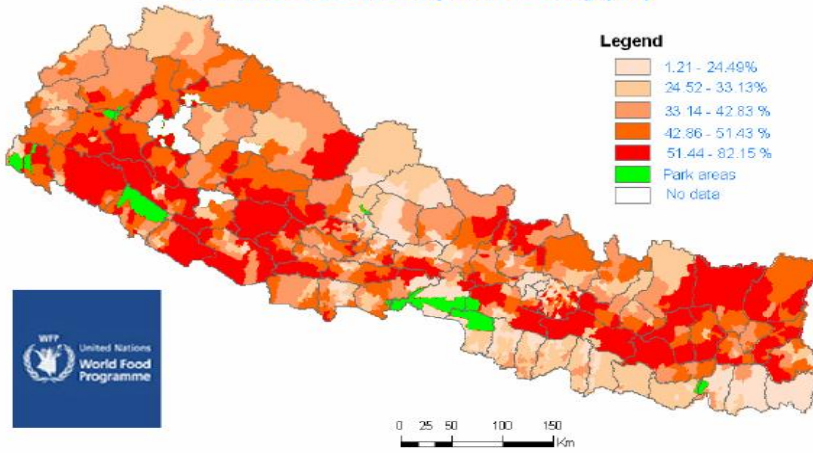 Legend
1.21 - 24.49%
24.52 - 33.13%
33.14 - 42.83 %
42.86 - 51.43 %
51.44 - 82.15 %
Park areas
No data
WFP
United Nations
World Food
Programme
0 25 50 100 150
Km